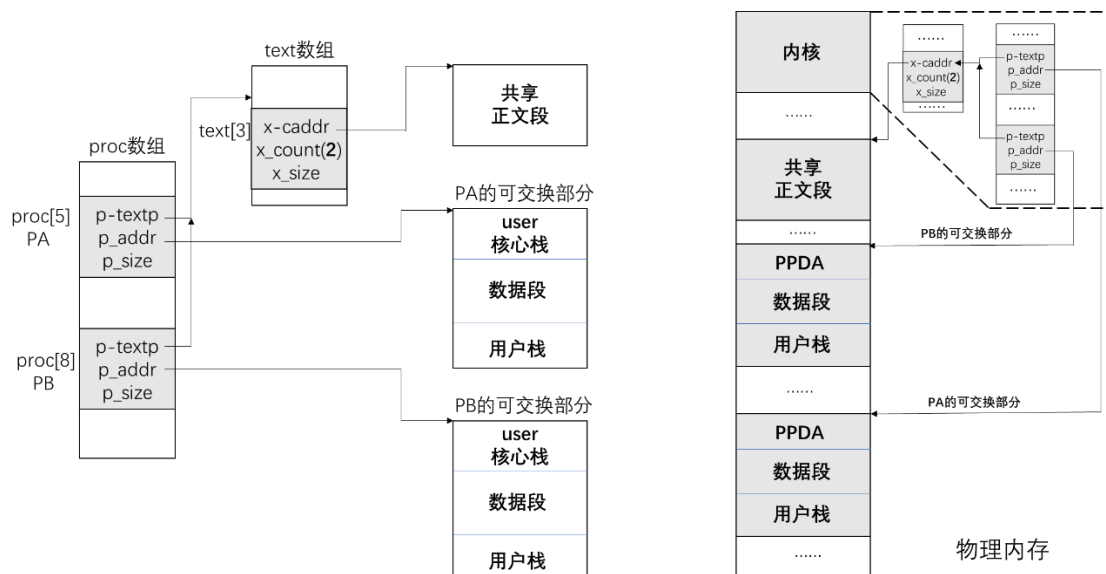 text数组
text[3]
x-caddr
x_count(2)
x_size
共享
正文段
proc数组
proc[5]
PA
p-textp
p_addr
p_size
proc[8]
PB
p-textp
p_addr
p_size
PA的可交换部分
user
核心栈
数据段
用户栈
PB的可交换部分
user
核心栈
数据段
用户栈
内核
……
共享
正文段
……
PPDA
数据段
用户栈
……
PPDA
数据段
用户栈
……
……
x-caddr
x_count(2)
x_size
……
……
p-textp
p_addr
p_size
……
p-textp
p_addr
p_size
……
PB的可交换部分
PA的可交换部分
物理内存